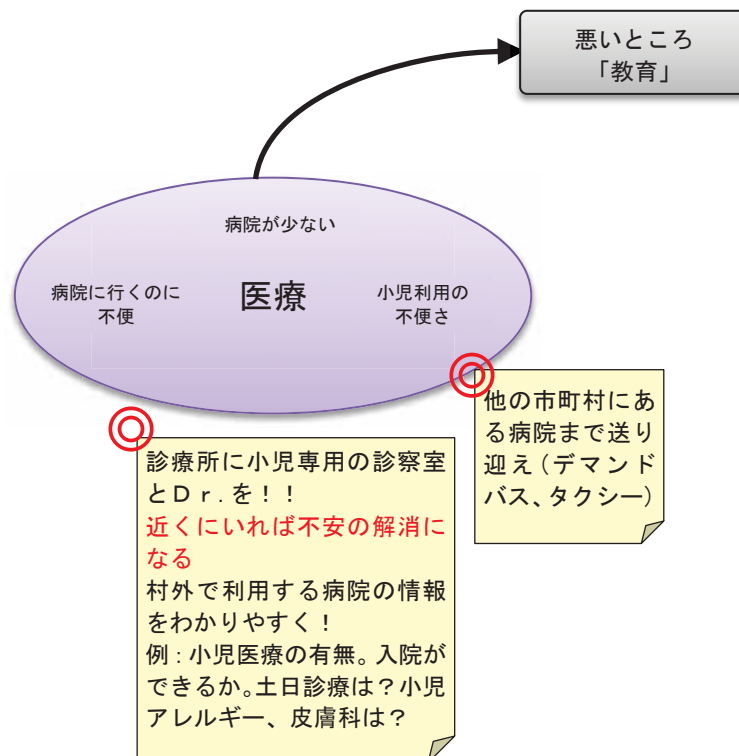 悪いところ
「教育」
病院が少ない
病院に行くのに
不便
医療
小児利用の
不便さ
他の市町村にあ
る病院まで送り
迎え(デマンド
バス、タクシー)
診療所に小児専用の診察室
とDr.を!!
近くにいれば不安の解消に
なる
村外で利用する病院の情報
をわかりやすく!
例:小児医療の有無。入院が
できるか。土日診療は?小児
アレルギー、皮膚科は?